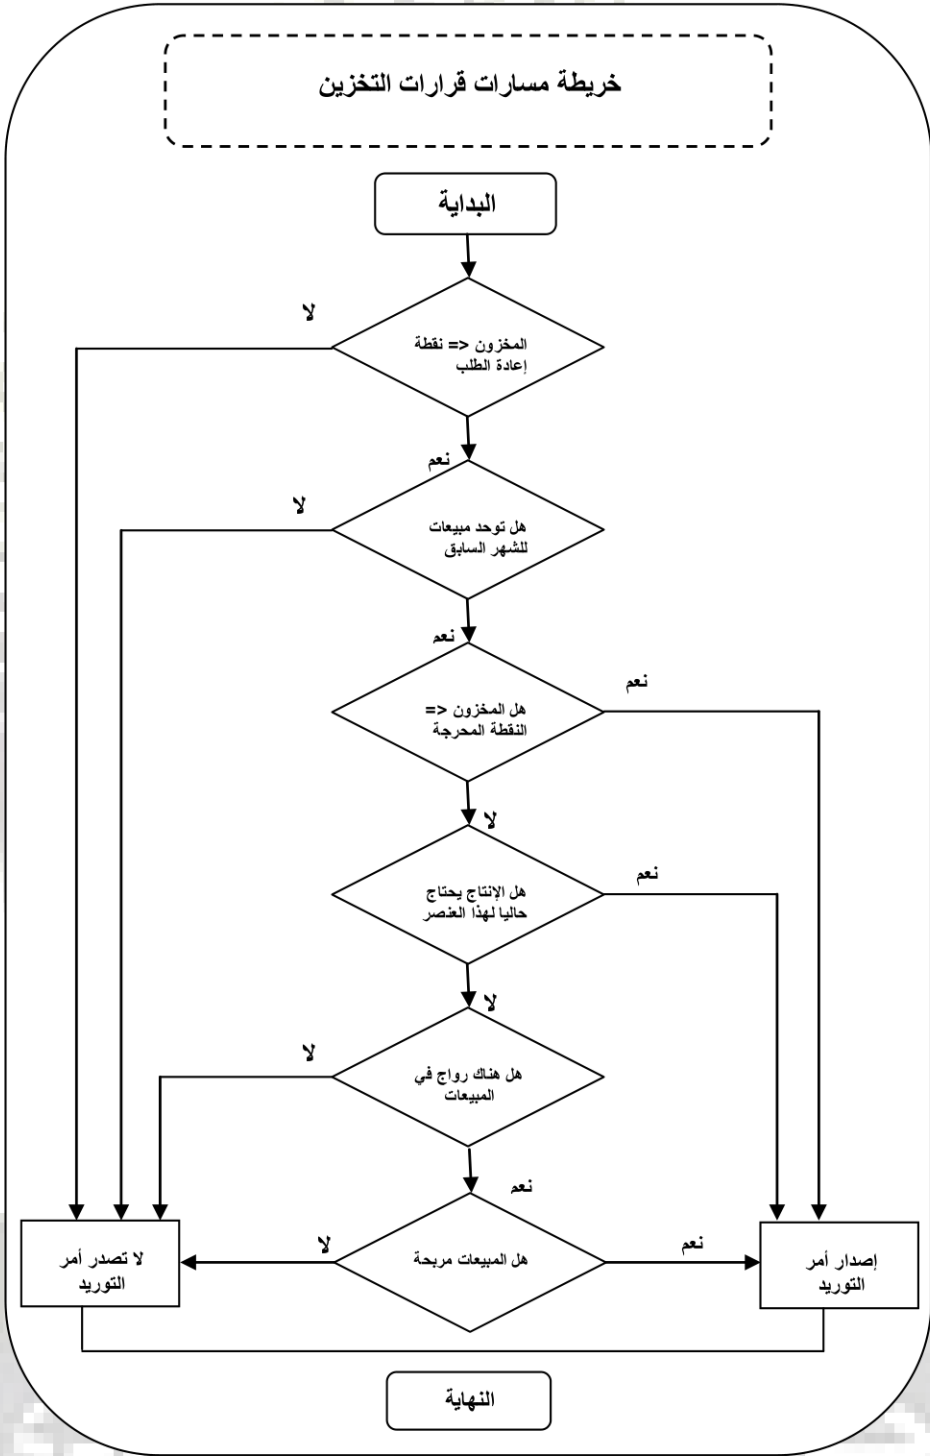 خريطة مسارات قرارات التخزين
البداية
لا
المخزون <= نقطة
إعادة الطلب
نعم
لا
هل توحد مبيعات
للشهر السابق
نعم
نعم
هل المخزون <=
النقطة المحرجة
لا
نعم
هل الإنتاج يحتاج
حاليا لهذا العنصر
لا
لا
هل هناك رواج في
المبيعات
نعم
نعم
لا
هل المبيعات مربحة
إصدار أمر
التوريد
لا تصدر أمر
التوريد
النهاية